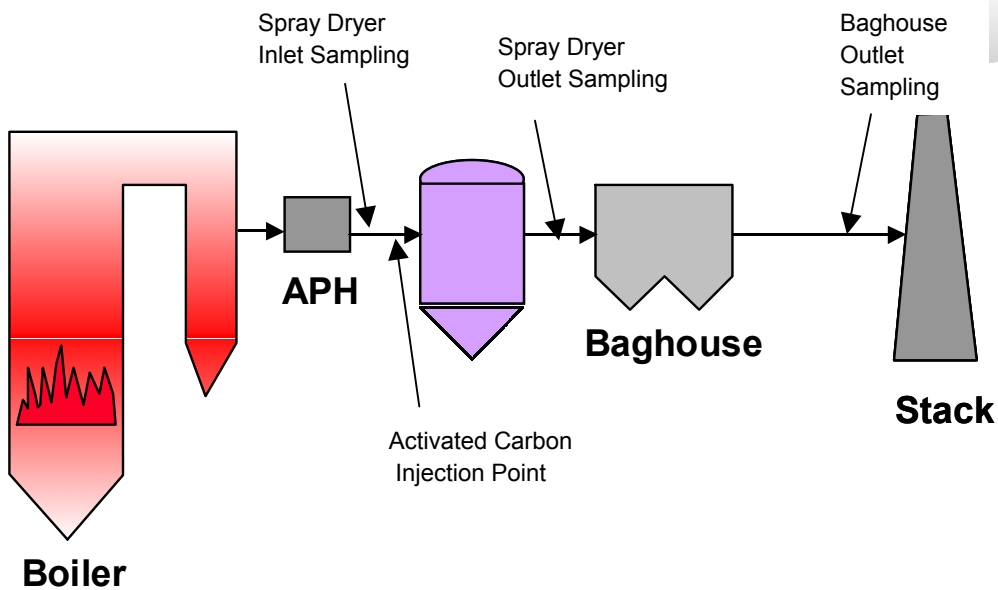 Spray Dryer
Inlet Sampling
Spray Dryer
Outlet Sampling
Baghouse
Outlet
Sampling
APH
Baghouse
Stack
Activated Carbon
Injection Point
Boiler